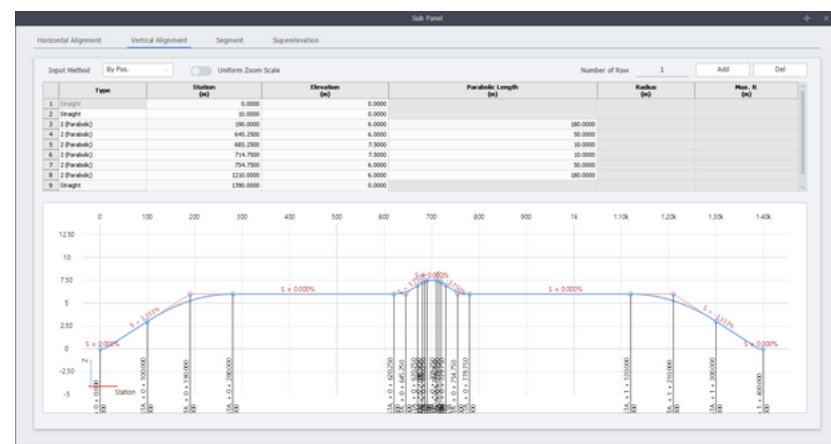 Sub Panel
Horizontal Alignment Vertical Alignment Segment Superelevation
Input Method By Pos. Uniform Zoom Scale Number of Row 1 Add Del
Type Station (m) Elevation (m) Parabolic Length (m) Radius (m) Max. R (m)
1 Straight 0.0000 0.0000
2 Straight 10.0000 0.0000
3 2 (Parabolic) 190.0000 6.0000 180.0000
4 2 (Parabolic) 645.2500 6.0000 50.0000
5 2 (Parabolic) 685.2500 7.5000 10.0000
6 2 (Parabolic) 714.7500 7.5000 10.0000
7 2 (Parabolic) 754.7500 6.0000 50.0000
8 2 (Parabolic) 1210.0000 6.0000 180.0000
9 Straight 1390.0000 0.0000
0 100 200 300 400 500 600 700 800 900 1k 1.10k 1.20k 1.30k 1.40k
12.50
10
7.50
5
2.50
0
-2.50
-5
S = 0.000%
S = 3.333%
S = 0.000%
S = 0.000%
S = 0.000%
S = 0.000%
Z
Station